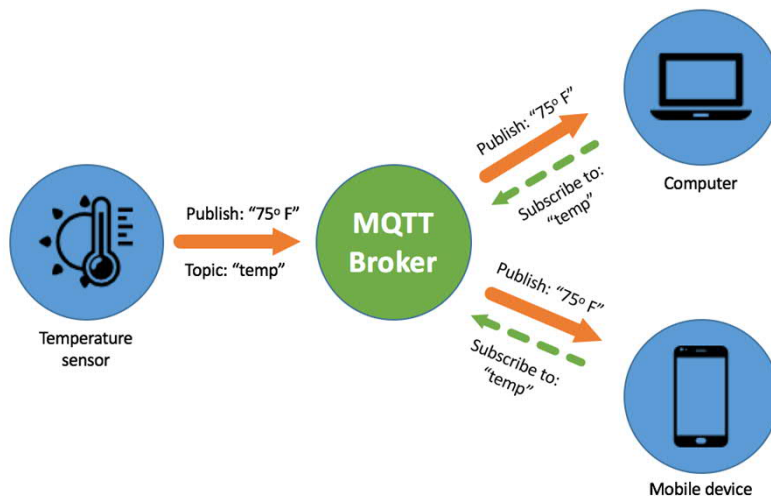 Publish: “75º F”
Topic: “temp”
Temperature
sensor
MQTT
Broker
Publish: “75º F”
Subscribe to:
“temp”
Computer
Publish: “75º F”
Subscribe to:
“temp”
Mobile device